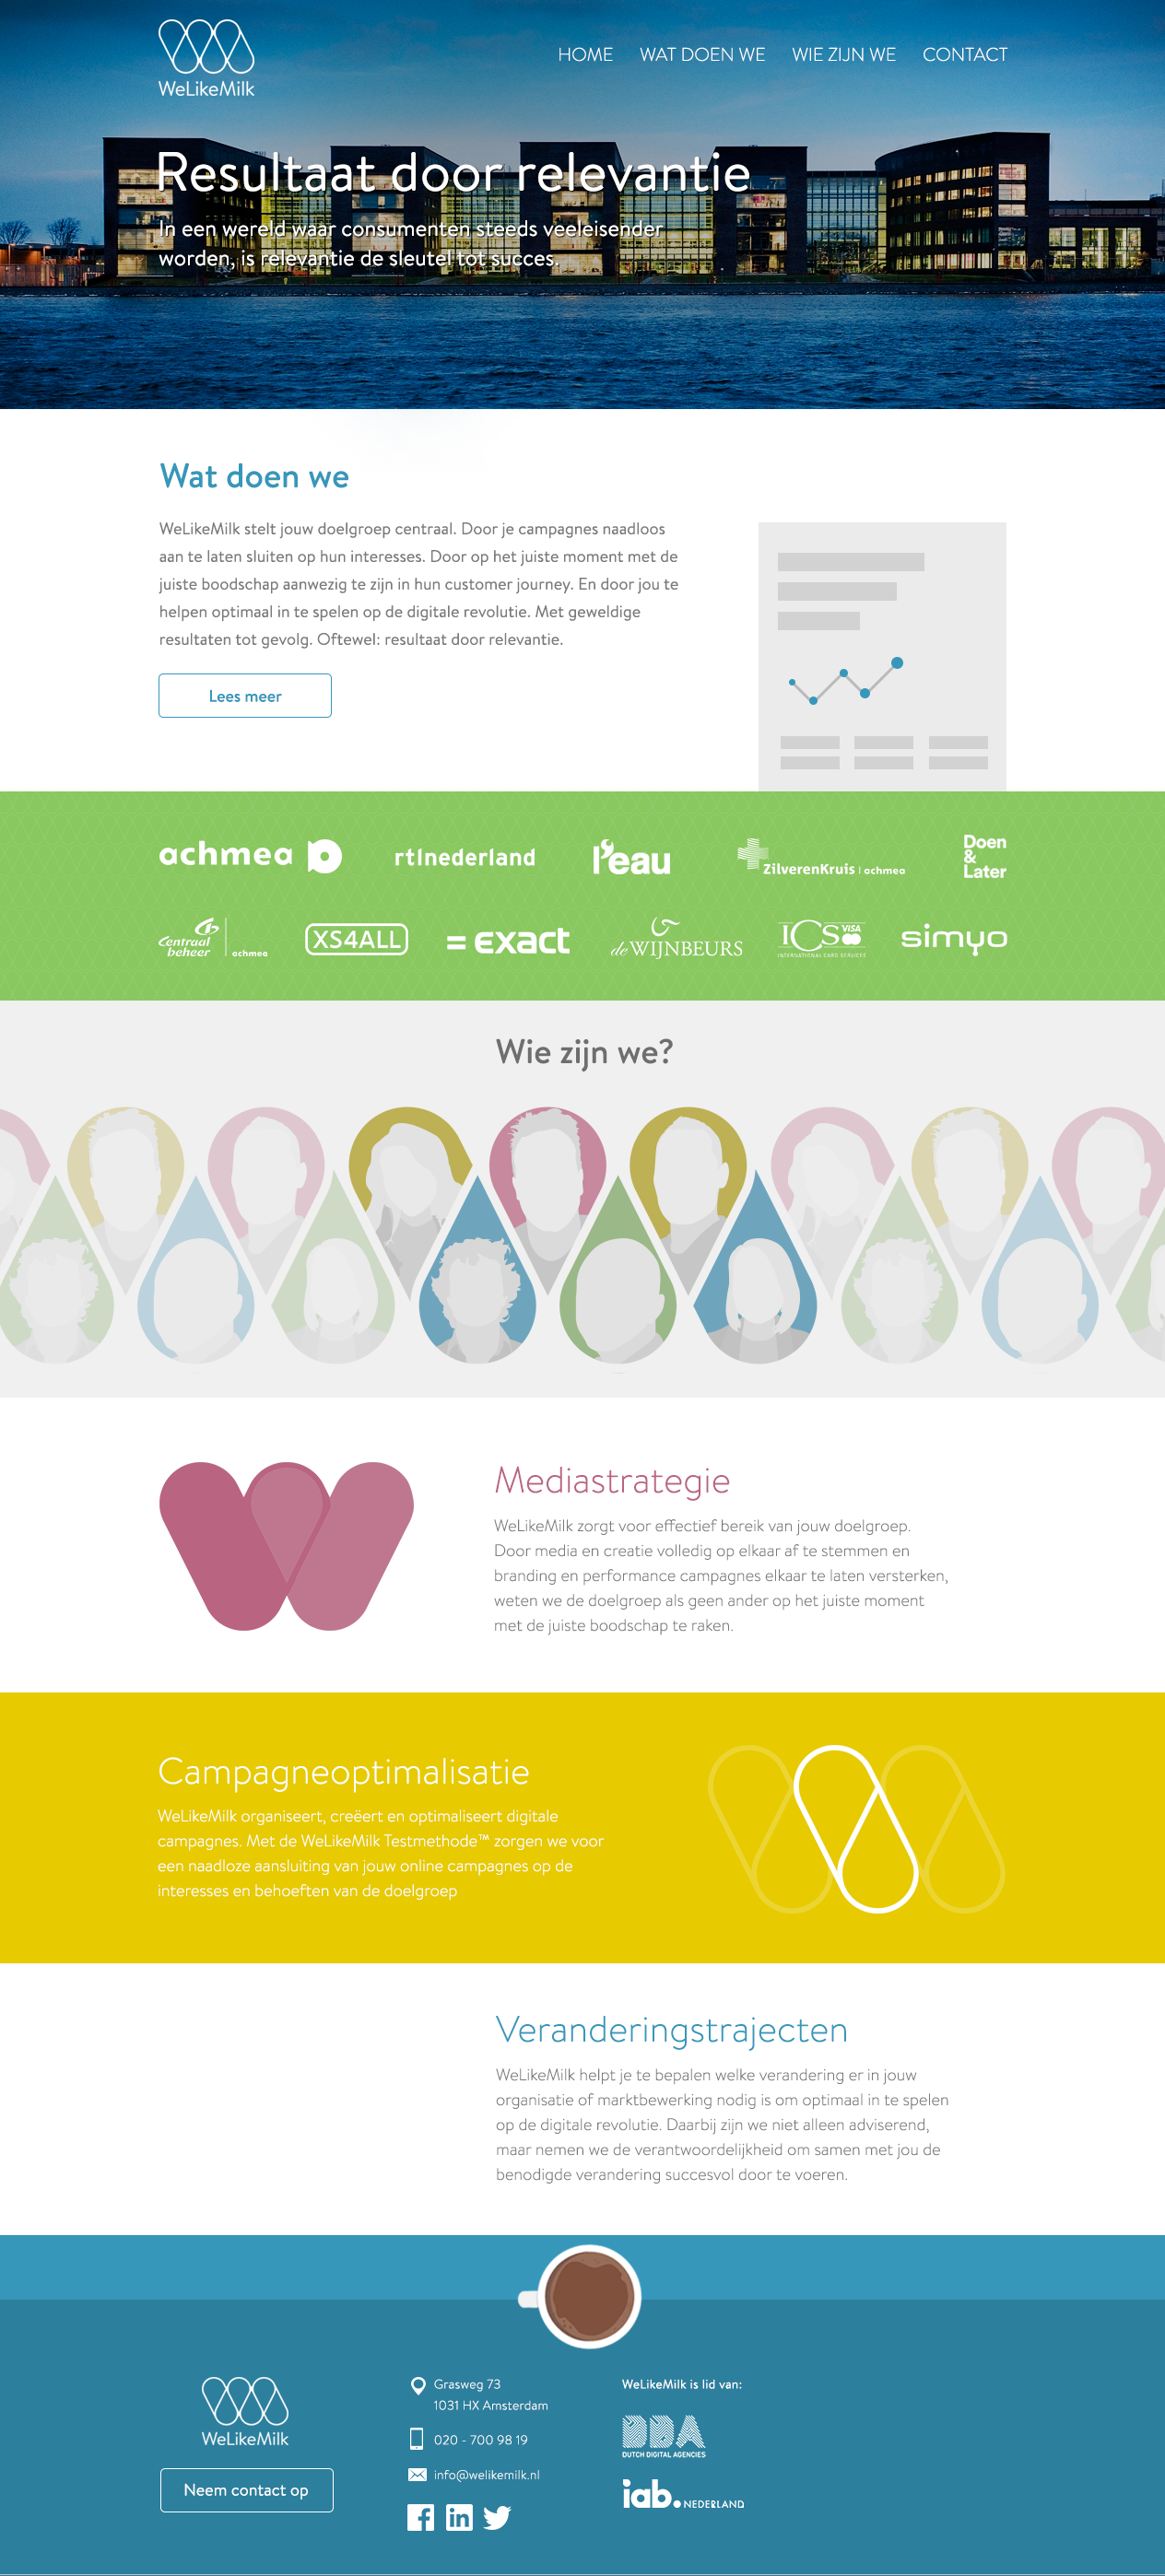 WeLikeMilk
HOME WAT DOEN WE WIE ZIJN WE CONTACT
Resultaat door relevantie
In een wereld waar consumenten steeds veeleisender
worden, is relevantie de sleutel tot succes.
Wat doen we
WeLikeMilk stelt jouw doelgroep centraal. Door je campagnes naadloos
aan te laten sluiten op hun interesses. Door op het juiste moment met de
juiste boodschap aanwezig te zijn in hun customer journey. En door jou te
helpen optimaal in te spelen op de digitale revolutie. Met geweldige
resultaten tot gevolg. Oftewel: resultaat door relevantie.
Lees meer
achmea
rtlnederland
l'eau
ZilverenKruis | achmea
Doen
&
Later
Centraal
beheer achmea
XS4ALL
= exact
de WIJNBEURS
ICS VISA
INTERNATIONAL CARD SERVICES
simyo
Wie zijn we?
Mediastrategie
WeLikeMilk zorgt voor effectief bereik van jouw doelgroep.
Door media en creatie volledig op elkaar af te stemmen en
branding en performance campagnes elkaar te laten versterken,
weten we de doelgroep als geen ander op het juiste moment
met de juiste boodschap te raken.
Campagneoptimalisatie
WeLikeMilk organiseert, creëert en optimaliseert digitale
campagnes. Met de WeLikeMilk Testmethode™ zorgen we voor
een naadloze aansluiting van jouw online campagnes op de
interesses en behoeften van de doelgroep
Veranderingstrajecten
WeLikeMilk helpt je te bepalen welke verandering er in jouw
organisatie of marktbewerking nodig is om optimaal in te spelen
op de digitale revolutie. Daarbij zijn we niet alleen adviserend,
maar nemen we de verantwoordelijkheid om samen met jou de
benodigde verandering succesvol door te voeren.
WeLikeMilk
Neem contact op
Grasweg 73
1031 HX Amsterdam
020 - 700 98 19
info@welikemilk.nl
WeLikeMilk is lid van:
DDA
DUTCH DIGITAL AGENCIES
iab. NEDERLAND